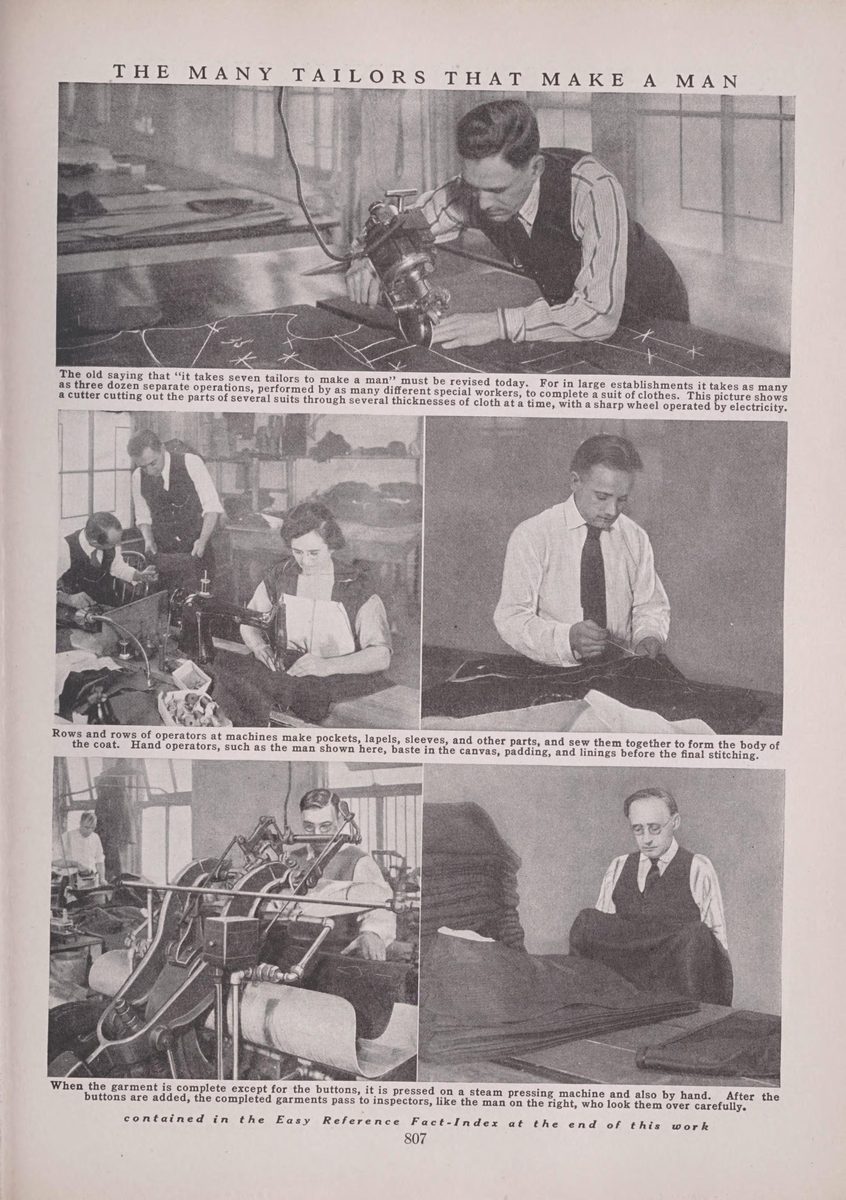 THE MANY TAILORS THAT MAKE A MAN
The old saying that "it takes seven tailors to make a man" must be revised today. For in large establishments it takes as many
as three dozen separate operations, performed by as many different special workers, to complete a suit of clothes. This picture shows
a cutter cutting out the parts of several suits through several thicknesses of cloth at a time, with a sharp wheel operated by electricity.
Rows and rows of operators at machines make pockets, lapels, sleeves, and other parts, and sew them together to form the body of
the coat. Hand operators, such as the man shown here, baste in the canvas, padding, and linings before the final stitching.
When the garment is complete except for the buttons, it is pressed on a steam pressing machine and also by hand. After the
buttons are added, the completed garments pass to inspectors, like the man on the right, who look them over carefully.
contained in the Easy Reference Fact-Index at the end of this work
807